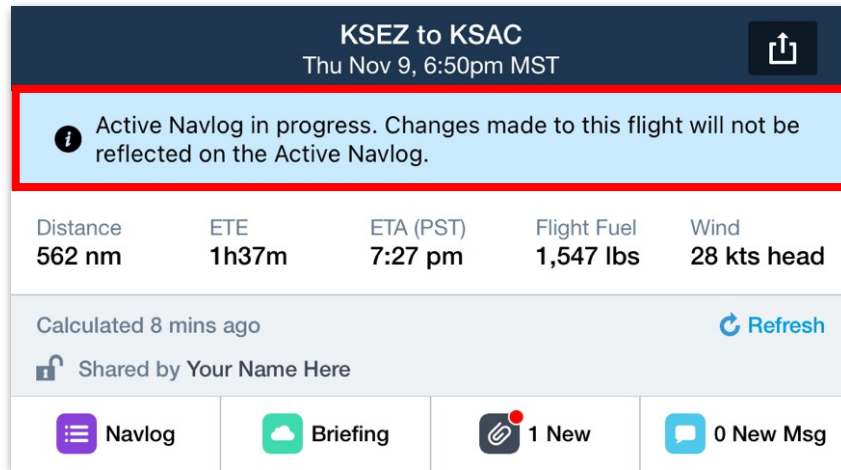 KSEZ to KSAC
Thu Nov 9, 6:50pm MST
Active Navlog in progress. Changes made to this flight will not be
reflected on the Active Navlog.
Distance ETE ETA (PST) Flight Fuel Wind
562 nm 1h37m 7:27 pm 1,547 lbs 28 kts head
Calculated 8 mins ago Refresh
Shared by Your Name Here
Navlog Briefing 1 New 0 New Msg